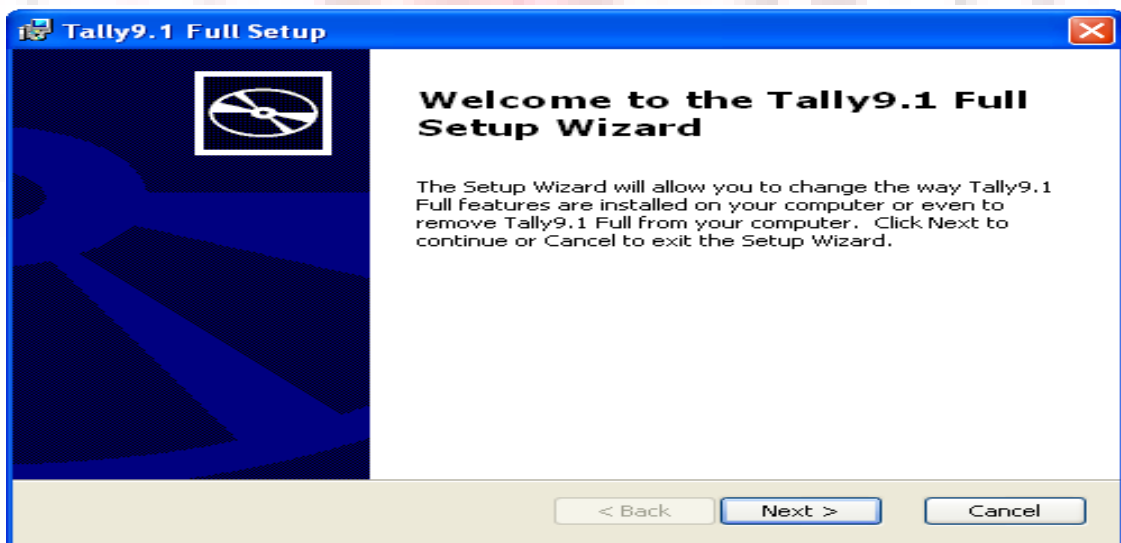 Tally9.1 Full Setup
Welcome to the Tally9.1 Full
Setup Wizard
The Setup Wizard will allow you to change the way Tally9.1
Full features are installed on your computer or even to
remove Tally9.1 Full from your computer. Click Next to
continue or Cancel to exit the Setup Wizard.
< Back Next > Cancel